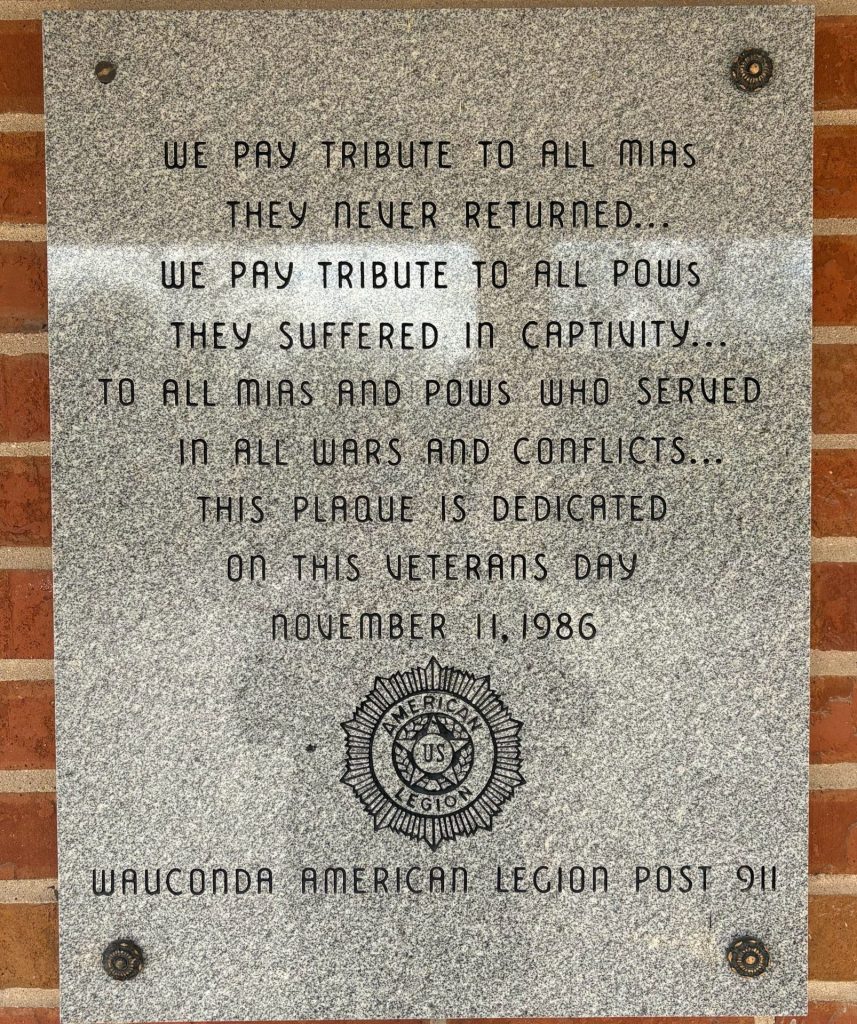 WE PAY TRIBUTE TO ALL MIAs
THEY NEVER RETURNED...
WE PAY TRIBUTE TO ALL POWs
THEY SUFFERED IN CAPTIVITY...
TO ALL MIAs AND POWs WHO SERVED
IN ALL WARS AND CONFLICTS...
THIS PLAQUE IS DEDICATED
ON THIS VETERANS DAY
NOVEMBER 11, 1986
AMERICAN
US
LEGION
WAUCONDA AMERICAN LEGION POST 911